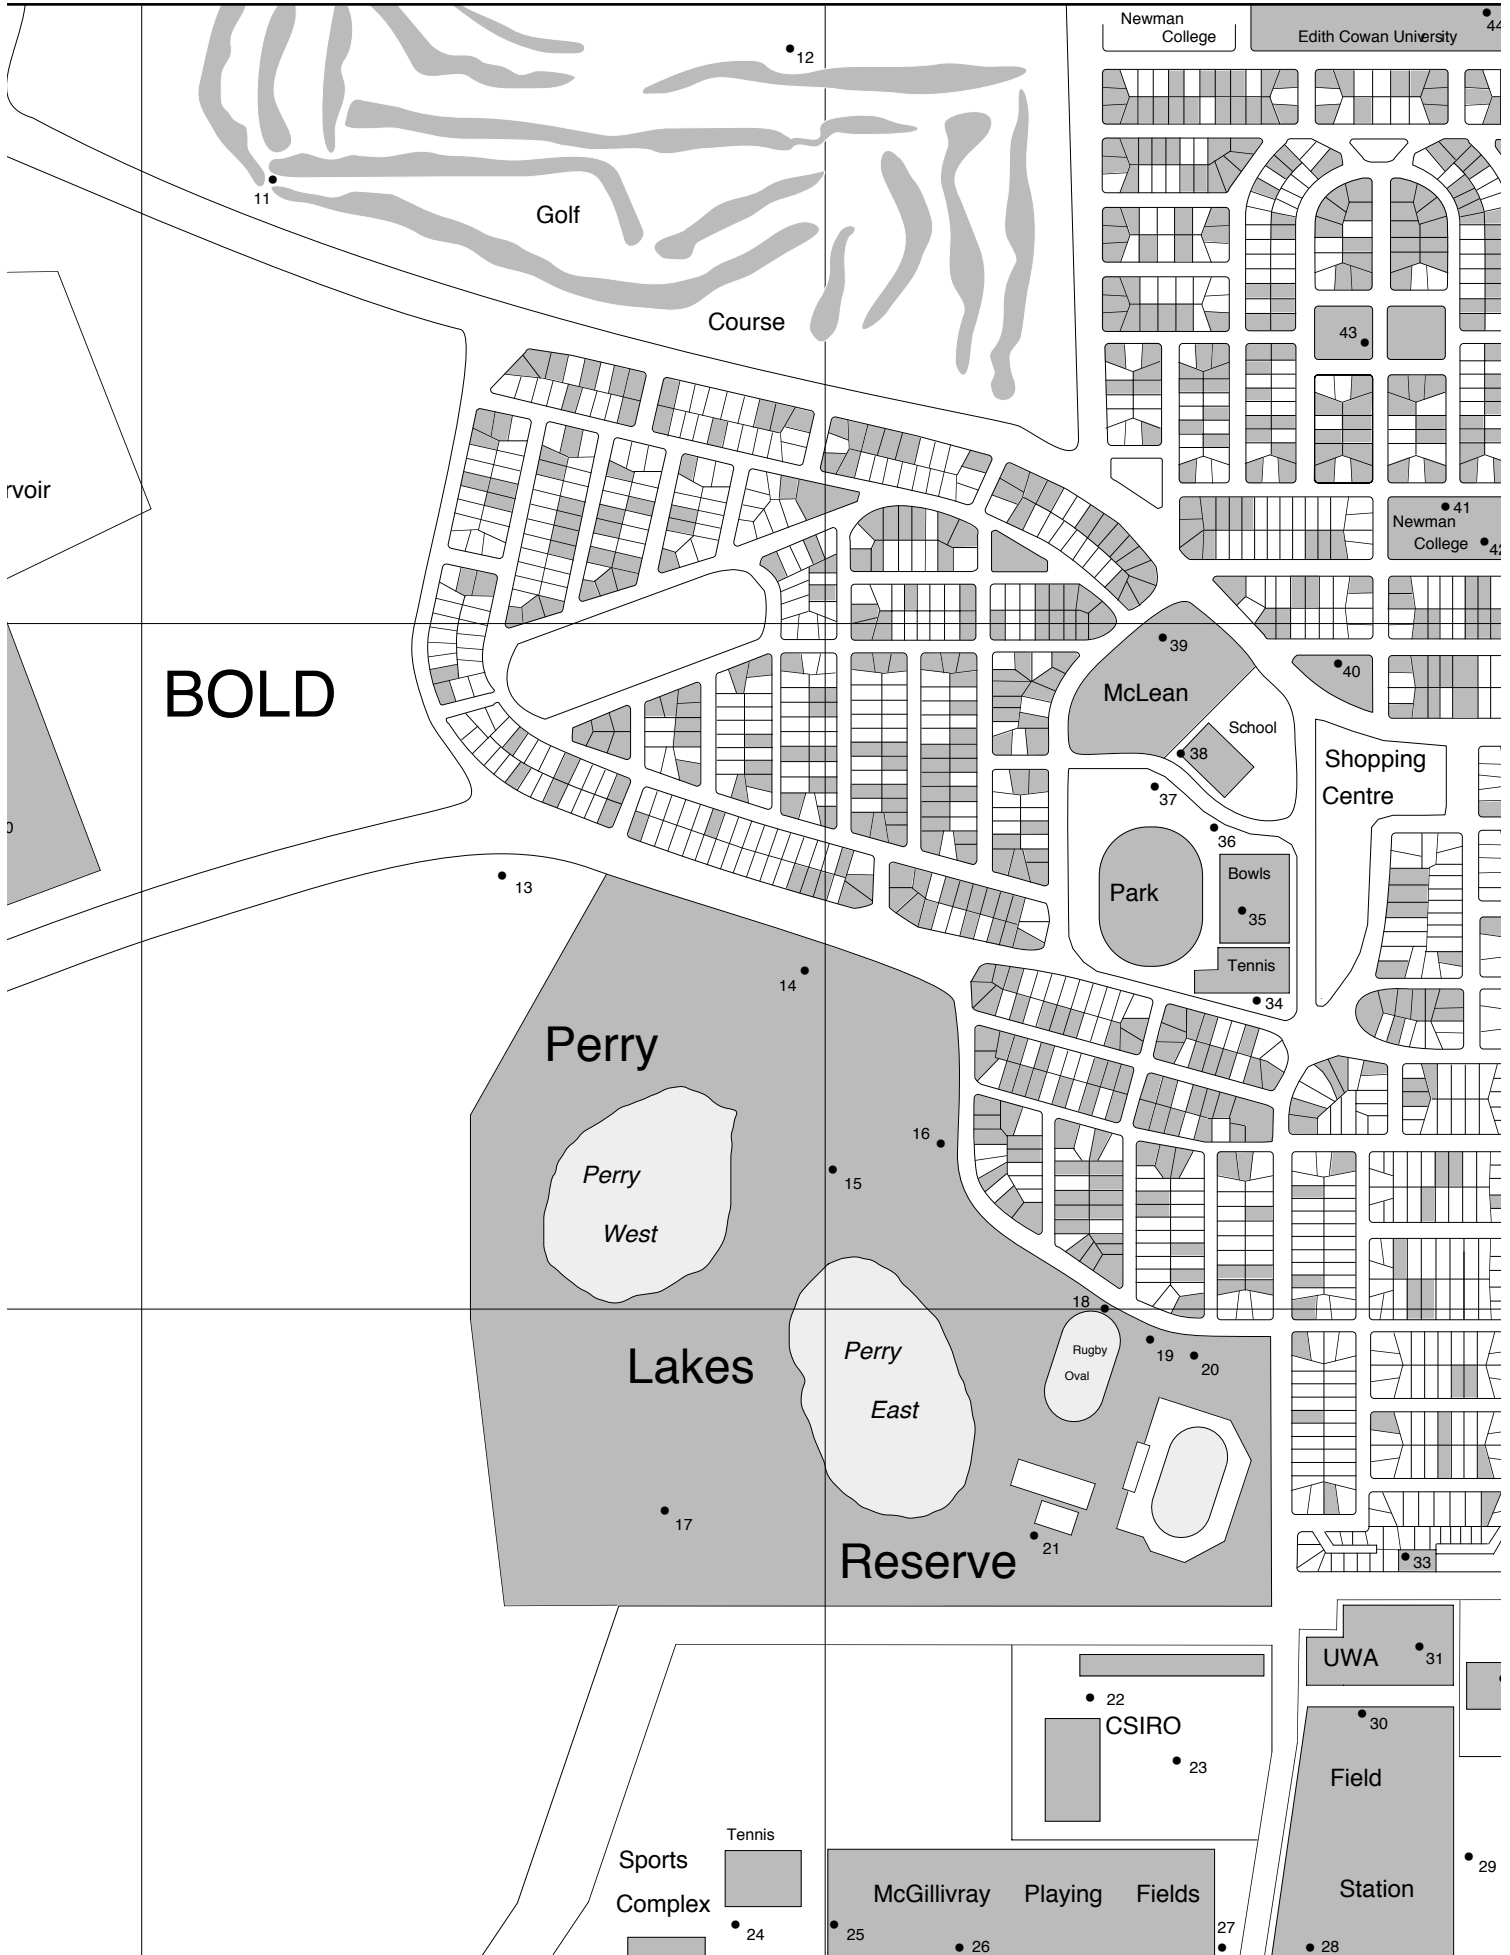 Newman
College
Edith Cowan University
44
12
11
Golf
Course
43
rvoir
41
Newman
College
42
39
40
BOLD
McLean
School
38
Shopping
Centre
37
36
13
Bowls
Park
35
Tennis
14
34
Perry
16
Perry
15
West
18
19
20
Rugby
Oval
Perry
Lakes
East
17
21
Reserve
33
UWA
31
22
30
CSIRO
23
Field
Tennis
Sports
29
Complex
McGillivray Playing Fields
Station
24
25
26
27
28